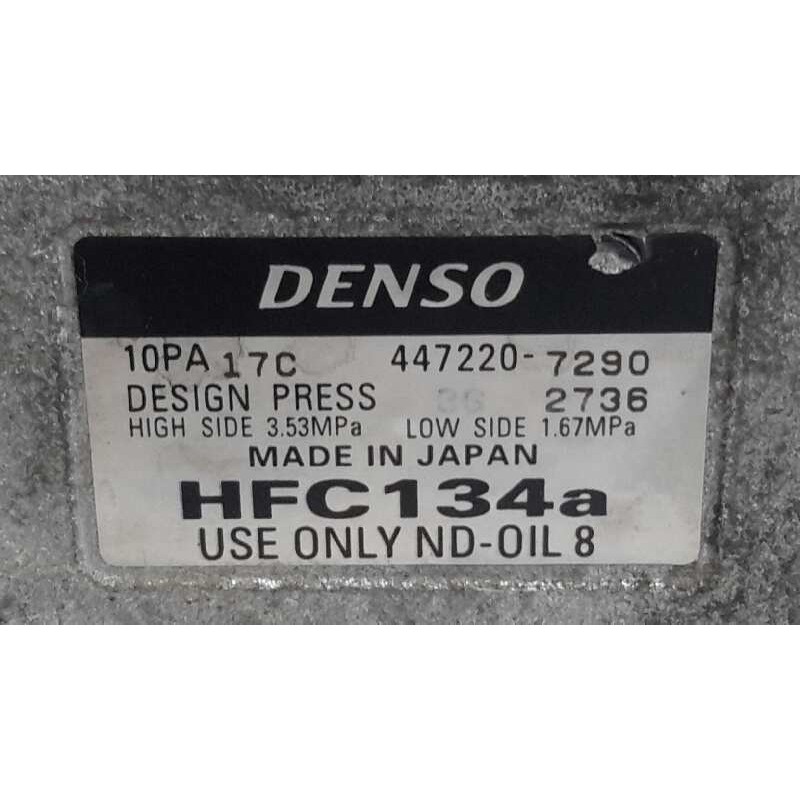 DENSO
10PA 17C 447220-7290
DESIGN PRESS 2736
HIGH SIDE 3.53MPa LOW SIDE 1.67MPa
MADE IN JAPAN
HFC134a
USE ONLY ND-OIL 8